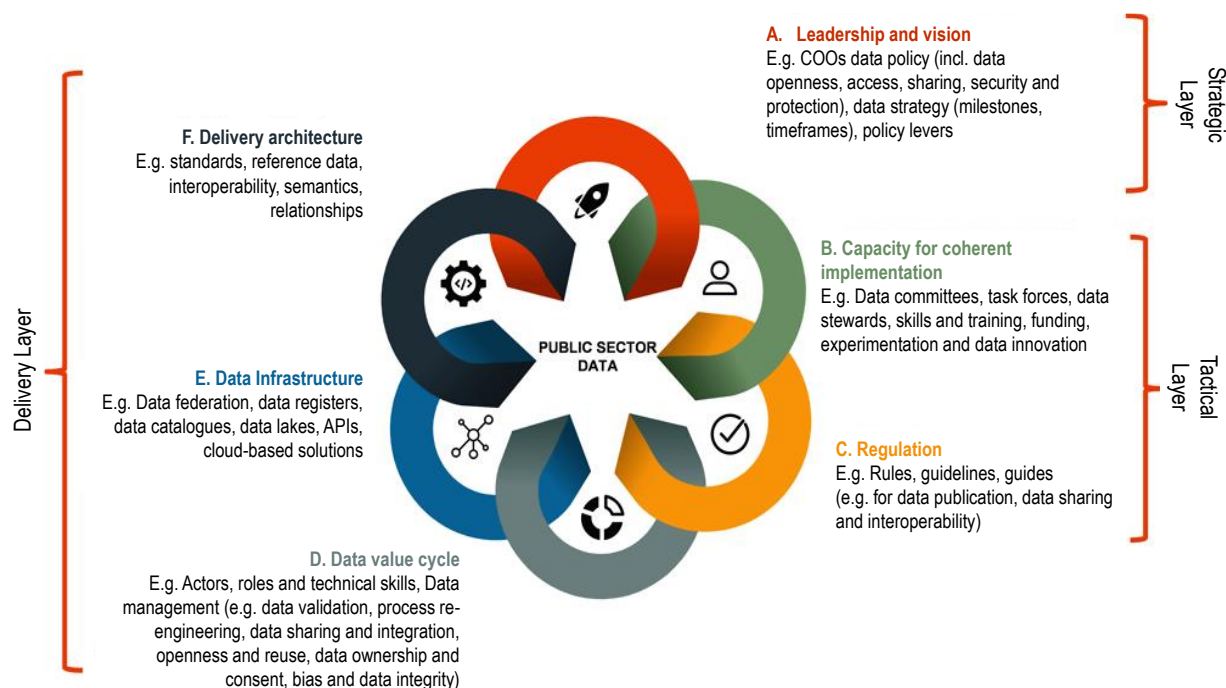 A. Leadership and vision
E.g. COOs data policy (incl. data
openness, access, sharing, security and
protection), data strategy (milestones,
timeframes), policy levers
Strategic
Layer
F. Delivery architecture
E.g. standards, reference data,
interoperability, semantics,
relationships
B. Capacity for coherent
implementation
E.g. Data committees, task forces, data
stewards, skills and training, funding,
experimentation and data innovation
</>
PUBLIC SECTOR
DATA
Delivery Layer
Tactical
Layer
E. Data Infrastructure
E.g. Data federation, data registers,
data catalogues, data lakes, APIs,
cloud-based solutions
C. Regulation
E.g. Rules, guidelines, guides
(e.g. for data publication, data sharing
and interoperability)
D. Data value cycle
E.g. Actors, roles and technical skills, Data
management (e.g. data validation, process re-
engineering, data sharing and integration,
openness and reuse, data ownership and
consent, bias and data integrity)